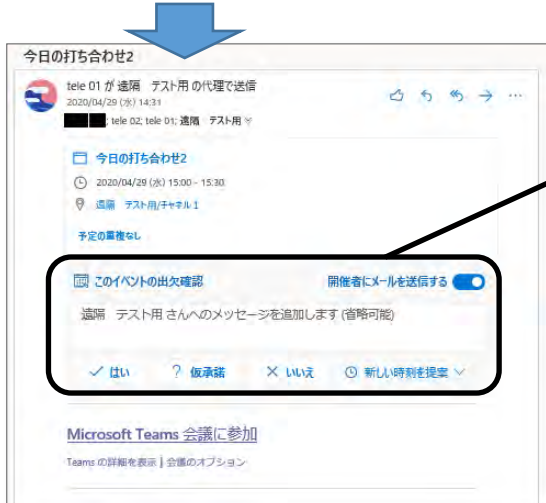 今日の打ち合わせ2
tele 01 が 遠隔　テスト用 の代理で送信
2020/04/29 (水) 14:31
; tele 02; tele 01; 遠隔　テスト用
今日の打ち合わせ2
2020/04/29 (水) 15:00 - 15:30
遠隔　テスト用/チャネル 1
予定の重複なし
このイベントの出欠確認　開催者にメールを送信する
遠隔　テスト用 さんへのメッセージを追加します (省略可能)
はい　? 仮承諾　いいえ　新しい時刻を提案
Microsoft Teams 会議に参加
Teams の詳細を表示 | 会議のオプション